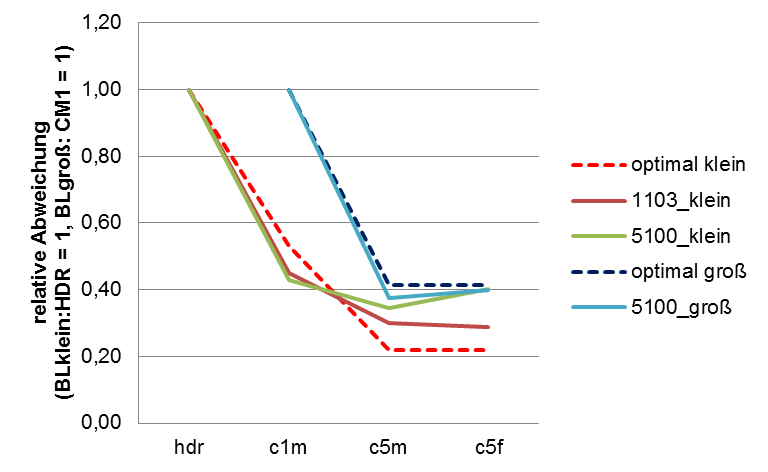 relative Abweichung
(BLklein:HDR = 1, BLgroß: CM1 = 1)
1,20
1,00
0,80
0,60
0,40
0,20
0,00
hdr
c1m
c5m
c5f
optimal klein
1103_klein
5100_klein
optimal groß
5100_groß